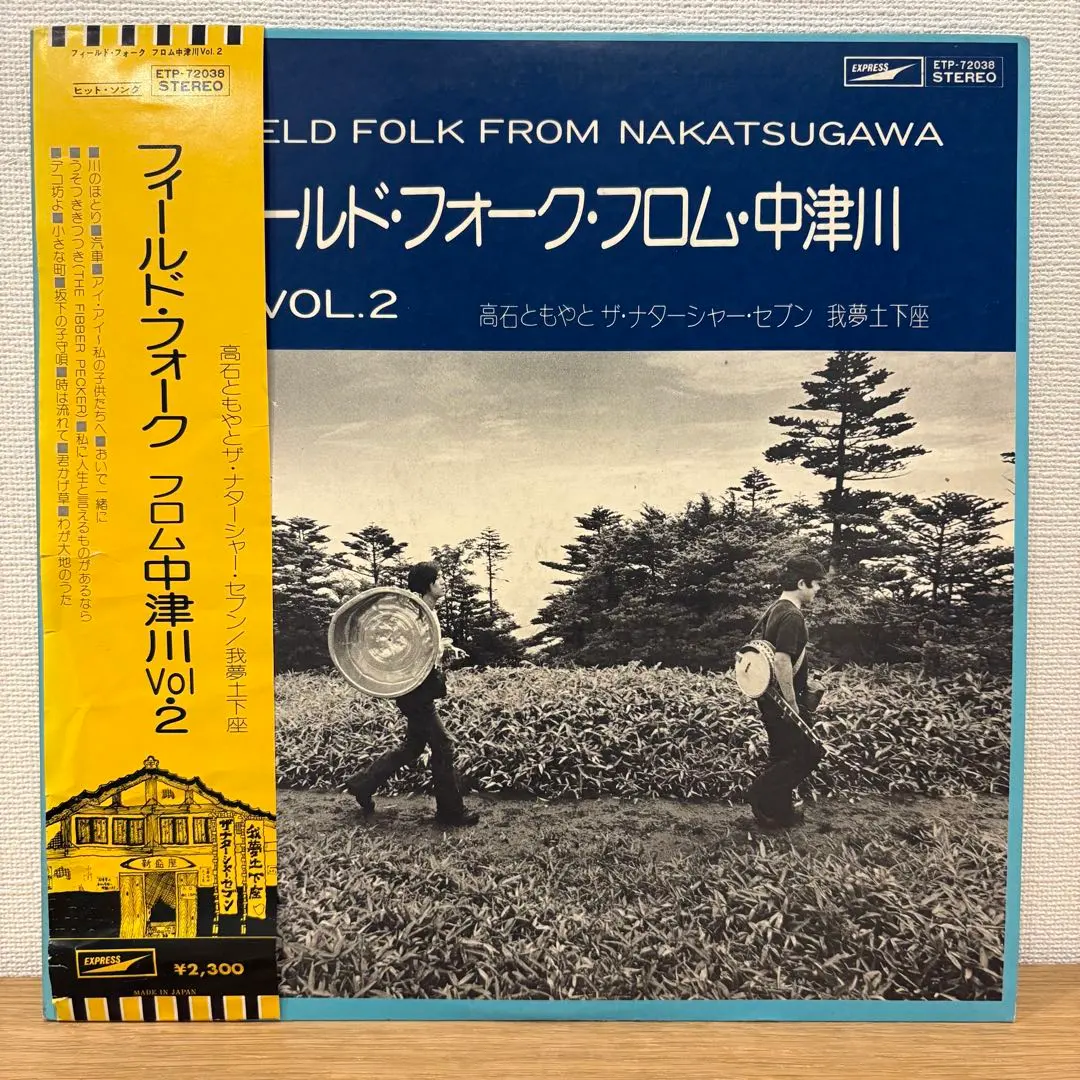 フィールド・フォーク フロム中津川Vol.2
ヒット・ソング
ETP-72038
STEREO
フィールド・フォーク フロム中津川Vol.2
高石ともやとザ・ナターシャー・セブン/我夢土下座
■川のほとり■汽車■アイ・アイ〜私の子供たちへ■おいで一緒に
■うそつききつつき(THE FIBBER PECKER)■私に人生と言えるものがあるなら
■デコ坊よ■小さな町■坂下の子守唄■時は流れて■君かげ草■わが大地のうた
新盛座
ザ・ナターシャー・セブン
我夢土下座
EXPRESS
¥2,300
MADE IN JAPAN
EXPRESS
ETP-72038
STEREO
ELD FOLK FROM NAKATSUGAWA
ールド・フォーク・フロム・中津川
VOL.2
高石ともやと ザ・ナターシャー・セブン 我夢土下座